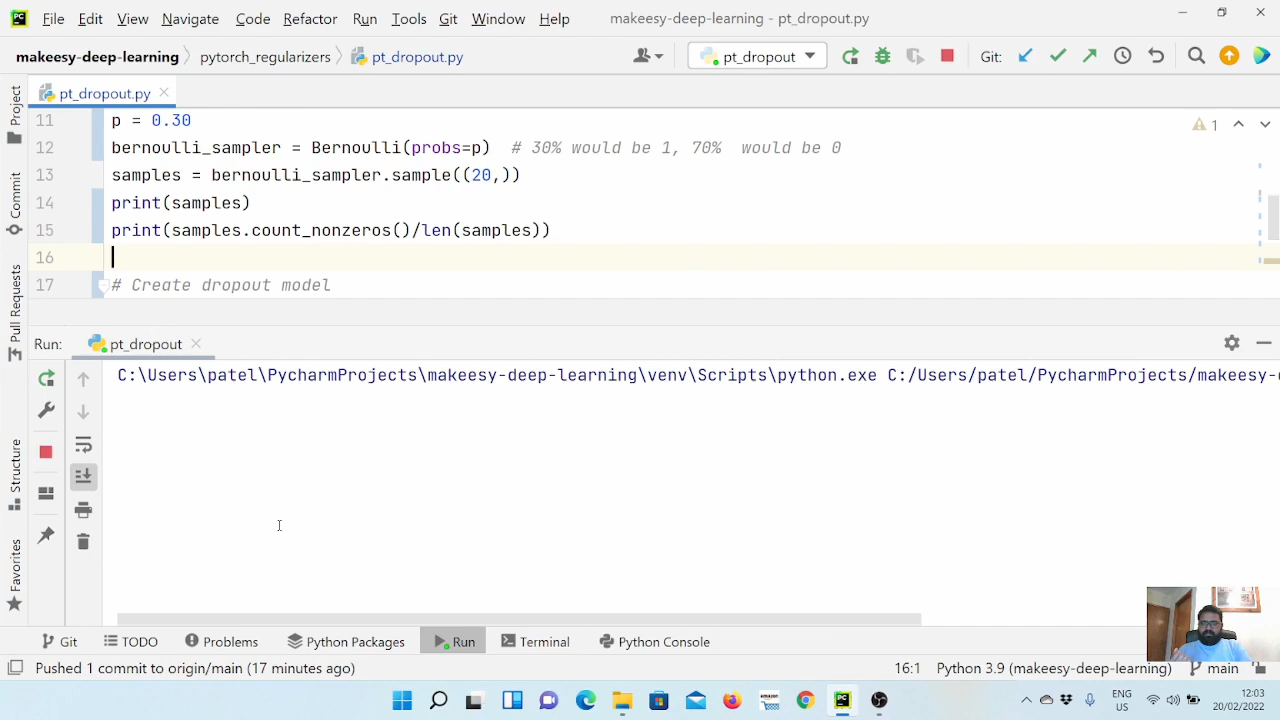 PC File Edit View Navigate Code Refactor Run Tools Git Window Help makeesy-deep-learning - pt_dropout.py
makeesy-deep-learning pytorch_regularizers pt_dropout.py pt_dropout Git:
Project
Commit
Pull Requests
Structure
Favorites
pt_dropout.py
11 p = 0.30
12 bernoulli_sampler = Bernoulli(probs=p) # 30% would be 1, 70% would be 0
13 samples = bernoulli_sampler.sample((20,))
14 print(samples)
15 print(samples.count_nonzeros()/len(samples))
16
17 # Create dropout model
1
Run: pt_dropout
C:\Users\patel\PycharmProjects\makeesy-deep-learning\venv\Scripts\python.exe C:/Users/patel/PycharmProjects/makeesy-
Git TODO Problems Python Packages Run Terminal Python Console
Pushed 1 commit to origin/main (17 minutes ago) 16:1 Python 3.9 (makeesy-deep-learning) main
amazon PC ENG US 12:03 20/02/2022